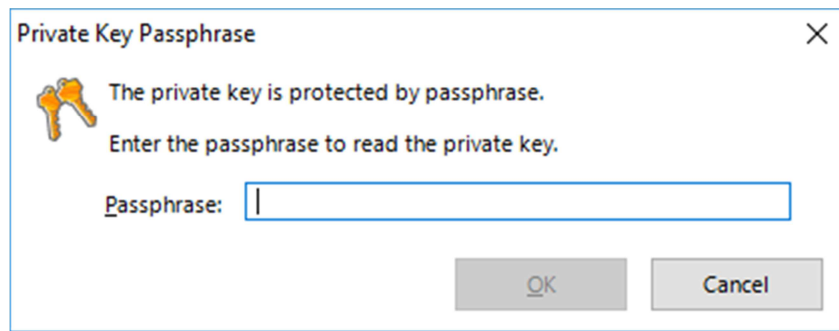 Private Key Passphrase
The private key is protected by passphrase.
Enter the passphrase to read the private key.
Passphrase:
OK
Cancel